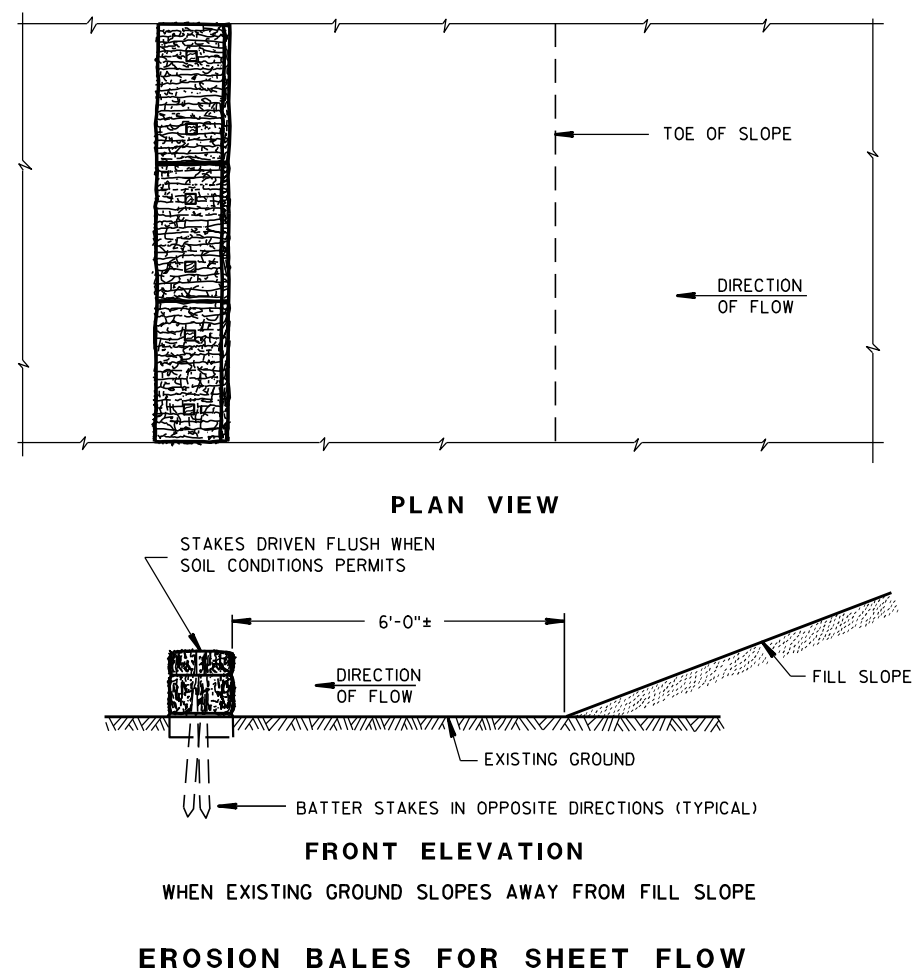 TOE OF SLOPE
DIRECTION
OF FLOW
PLAN VIEW
STAKES DRIVEN FLUSH WHEN
SOIL CONDITIONS PERMITS
6'-0"±
DIRECTION
OF FLOW
FILL SLOPE
EXISTING GROUND
BATTER STAKES IN OPPOSITE DIRECTIONS (TYPICAL)
FRONT ELEVATION
WHEN EXISTING GROUND SLOPES AWAY FROM FILL SLOPE
EROSION BALES FOR SHEET FLOW